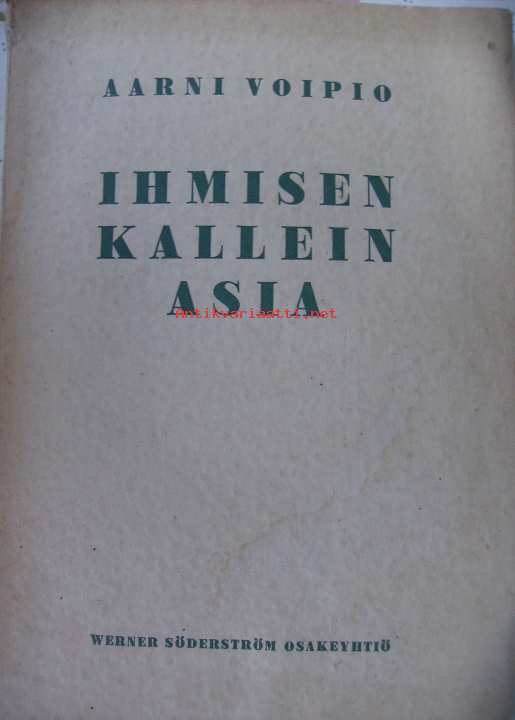 AARNI VOIPIO
IHMISEN
KALLEIN
ASIA
Antikvariaatti.net
WERNER SÖDERSTRÖM OSAKEYHTIÖ